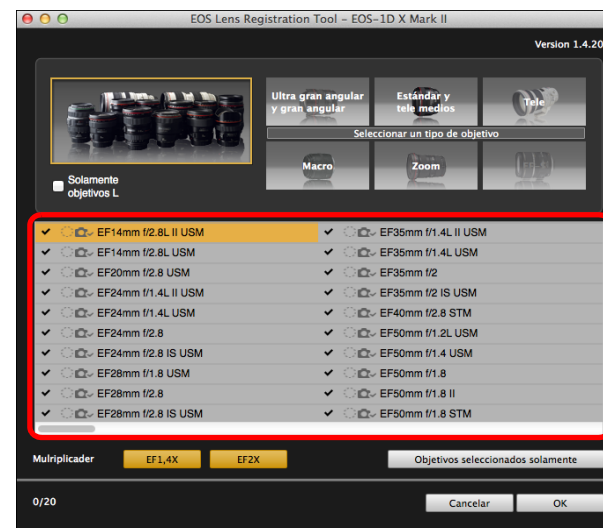 EOS Lens Registration Tool – EOS-1D X Mark II
Version 1.4.20
Ultra gran angular y gran angular
Estándar y tele medios
Tele
Seleccionar un tipo de objetivo
Macro
Zoom
Solamente objetivos L
EF14mm f/2.8L II USM
EF35mm f/1.4L II USM
EF14mm f/2.8L USM
EF35mm f/1.4L USM
EF20mm f/2.8 USM
EF35mm f/2
EF24mm f/1.4L II USM
EF35mm f/2 IS USM
EF24mm f/1.4L USM
EF40mm f/2.8 STM
EF24mm f/2.8
EF50mm f/1.2L USM
EF24mm f/2.8 IS USM
EF50mm f/1.4 USM
EF28mm f/1.8 USM
EF50mm f/1.8
EF28mm f/2.8
EF50mm f/1.8 II
EF28mm f/2.8 IS USM
EF50mm f/1.8 STM
Mulriplicader
EF1,4X
EF2X
Objetivos seleccionados solamente
0/20
Cancelar
OK